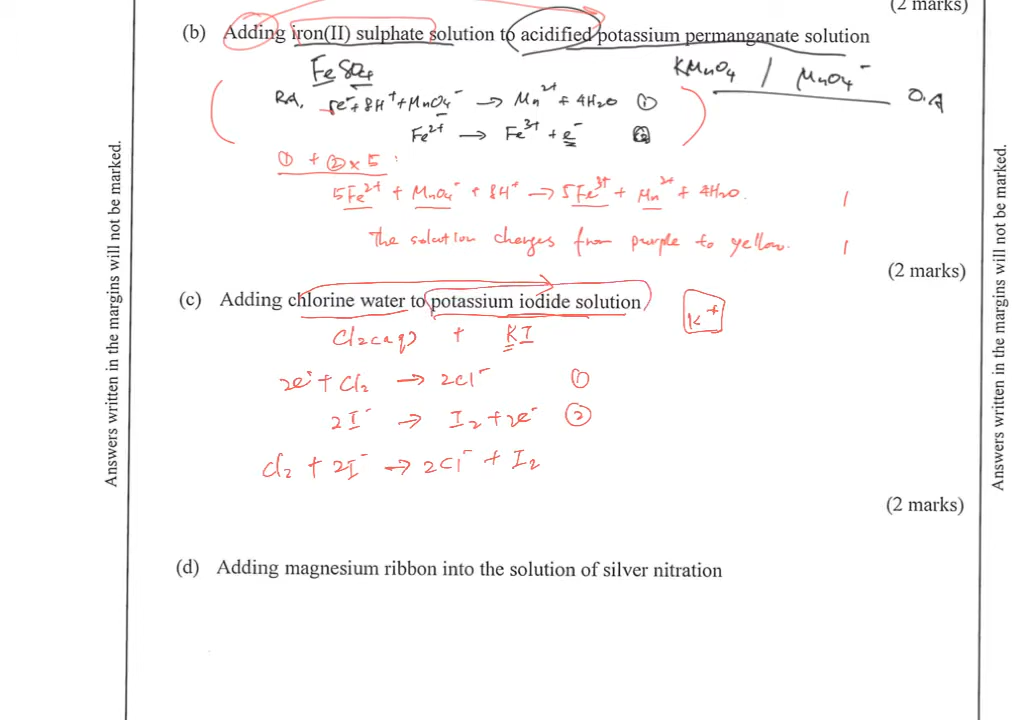 (2 marks)
(b) Adding iron(II) sulphate solution to acidified potassium permanganate solution
FeSO4
KMnO4 / MnO4⁻
O.A
Rd, 5e⁻+8H⁺+MnO4⁻ → Mn²⁺+4H2O ①
Fe²⁺ → Fe³⁺+e⁻ ②
① + ②×5 :
5Fe²⁺ + MnO4⁻ + 8H⁺ → 5Fe³⁺ + Mn²⁺ + 4H2O. 1
The solution changes from purple to yellow. 1
(2 marks)
(c) Adding chlorine water to potassium iodide solution
K⁺
Cl2(aq) + KI
2e⁻+Cl2 → 2Cl⁻ ①
2I⁻ → I2+2e⁻ ②
Cl2 + 2I⁻ → 2Cl⁻ + I2
(2 marks)
(d) Adding magnesium ribbon into the solution of silver nitration
Answers written in the margins will not be marked.
Answers written in the margins will not be marked.